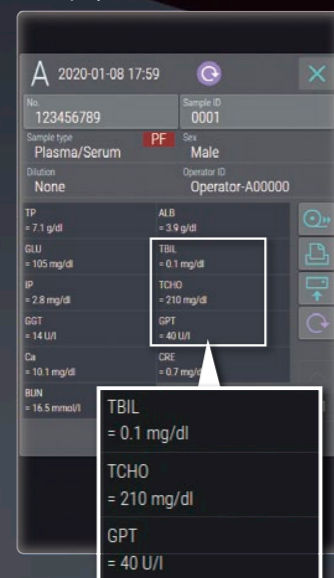 A 2020-01-08 17:59
No.
123456789
Sample ID
0001
Sample type
Plasma/Serum
PF
Sex
Male
Dilution
None
Operator ID
Operator-A00000
TP
= 7.1 g/dl
ALB
= 3.9 g/dl
GLU
= 105 mg/dl
TBIL
= 0.1 mg/dl
IP
= 2.8 mg/dl
TCHO
= 210 mg/dl
GGT
= 14 U/l
GPT
= 40 U/l
Ca
= 10.1 mg/dl
CRE
= 0.7 mg/d
BUN
= 16.5 mmol/l
TBIL
= 0.1 mg/dl
TCHO
= 210 mg/dl
GPT
= 40 U/l